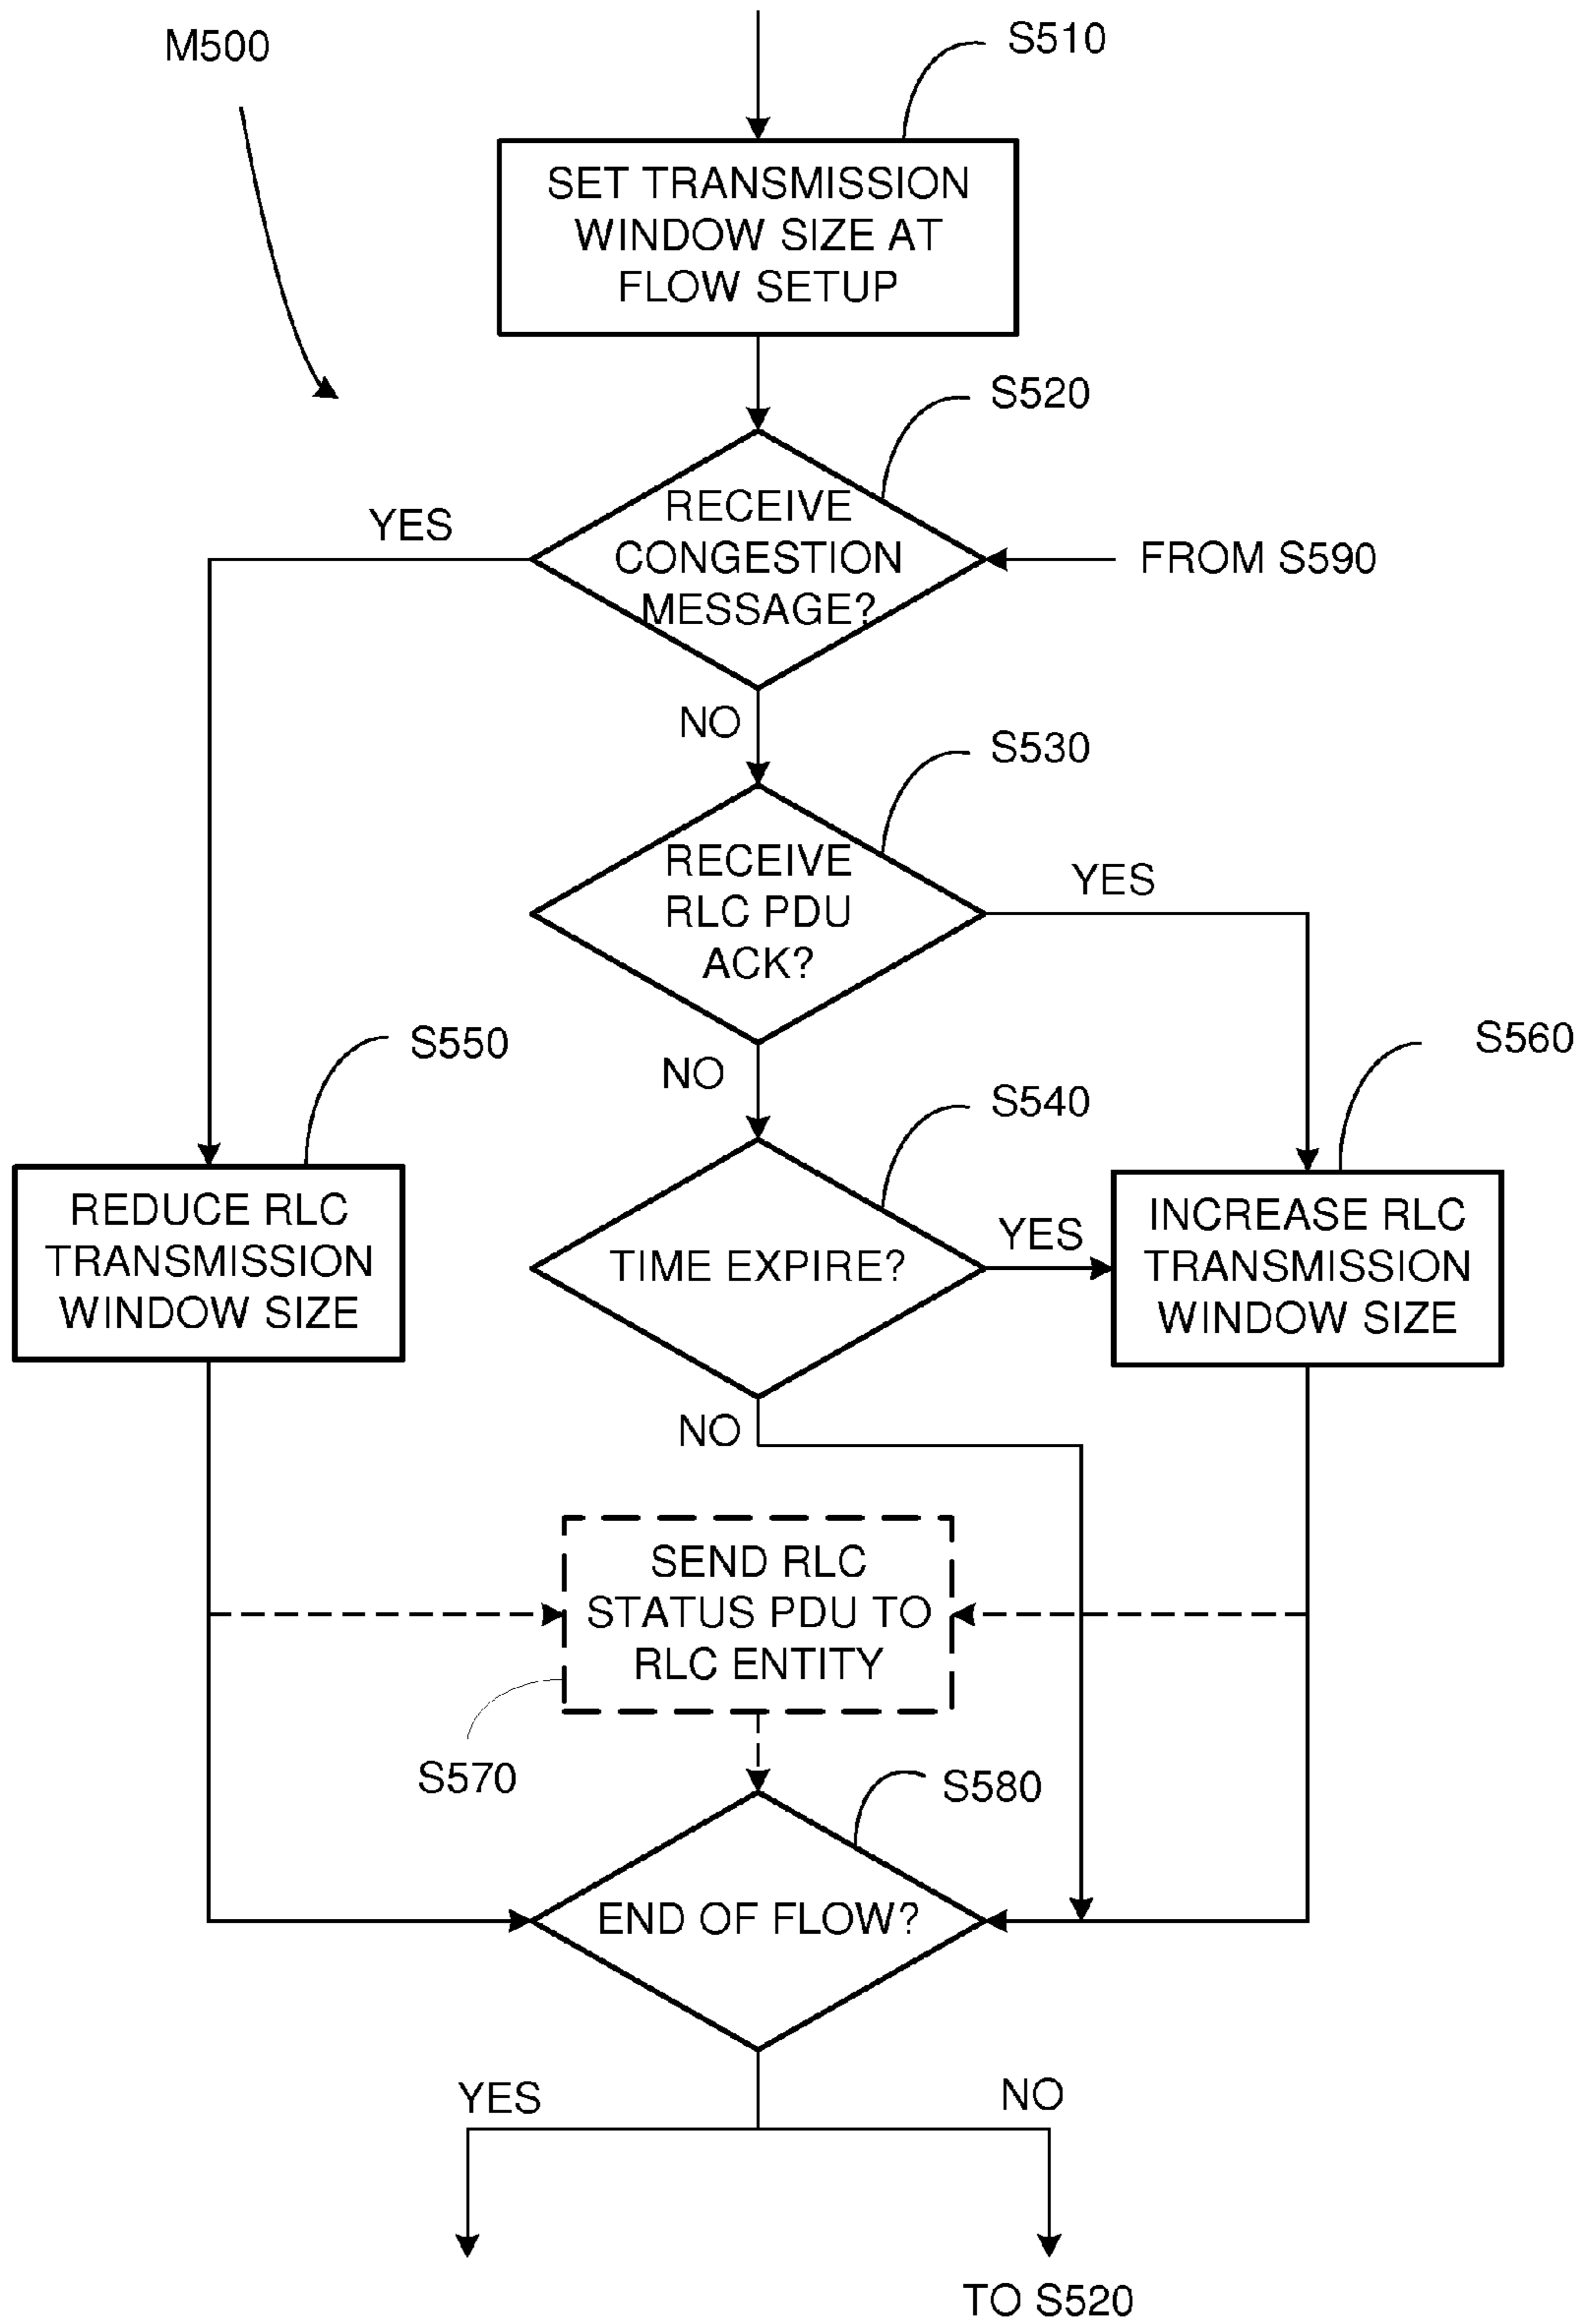 M500
S510
SET TRANSMISSION
WINDOW SIZE AT
FLOW SETUP
S520
YES
RECEIVE
CONGESTION
MESSAGE?
FROM S590
NO
S530
RECEIVE
RLC PDU
ACK?
YES
S550
NO
S560
S540
REDUCE RLC
TRANSMISSION
WINDOW SIZE
TIME EXPIRE?
YES
INCREASE RLC
TRANSMISSION
WINDOW SIZE
NO
SEND RLC
STATUS PDU TO
RLC ENTITY
S570
S580
END OF FLOW?
YES
NO
TO S520